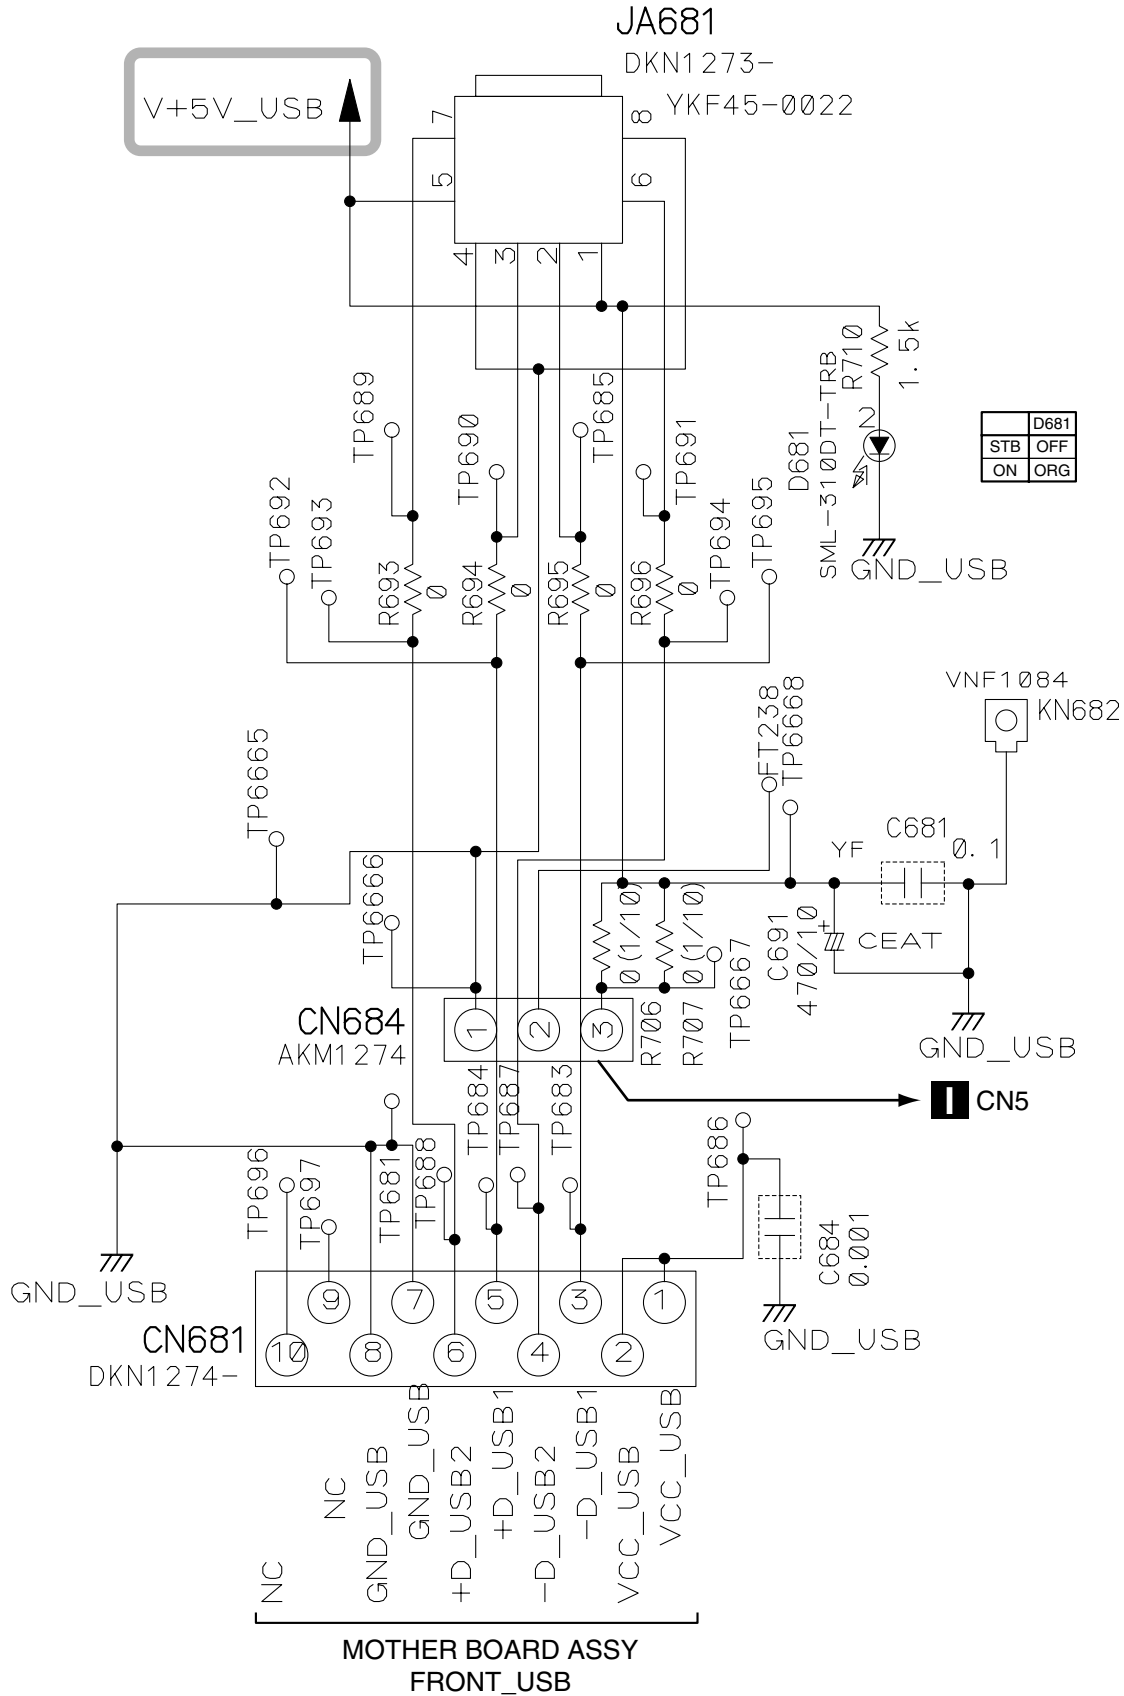 JA681
DKN1273-
YKF45-0022
V+5V_USB
7
8
5
6
4
3
2
1
R710
1.5k
2
D681
SML-310DT-TRB
GND_USB
D681
STB OFF
ON ORG
TP689
TP690
TP685
TP691
TP692
TP693
TP694
TP695
R693
0
R694
0
R695
0
R696
0
VNF1084
KN682
TP6665
TP6666
FT238
TP6668
YF
C681
0.1
C691
470/10
+
CEAT
0(1/10)
0(1/10)
R706
R707
TP6667
GND_USB
CN684
AKM1274
1
2
3
I CN5
TP684
TP687
TP683
TP696
TP697
TP681
TP688
TP686
C684
0.001
GND_USB
GND_USB
CN681
DKN1274-
9
7
5
3
1
10
8
6
4
2
NC
NC
GND_USB
GND_USB
+D_USB2
+D_USB1
-D_USB2
-D_USB1
VCC_USB
VCC_USB
MOTHER BOARD ASSY
FRONT_USB